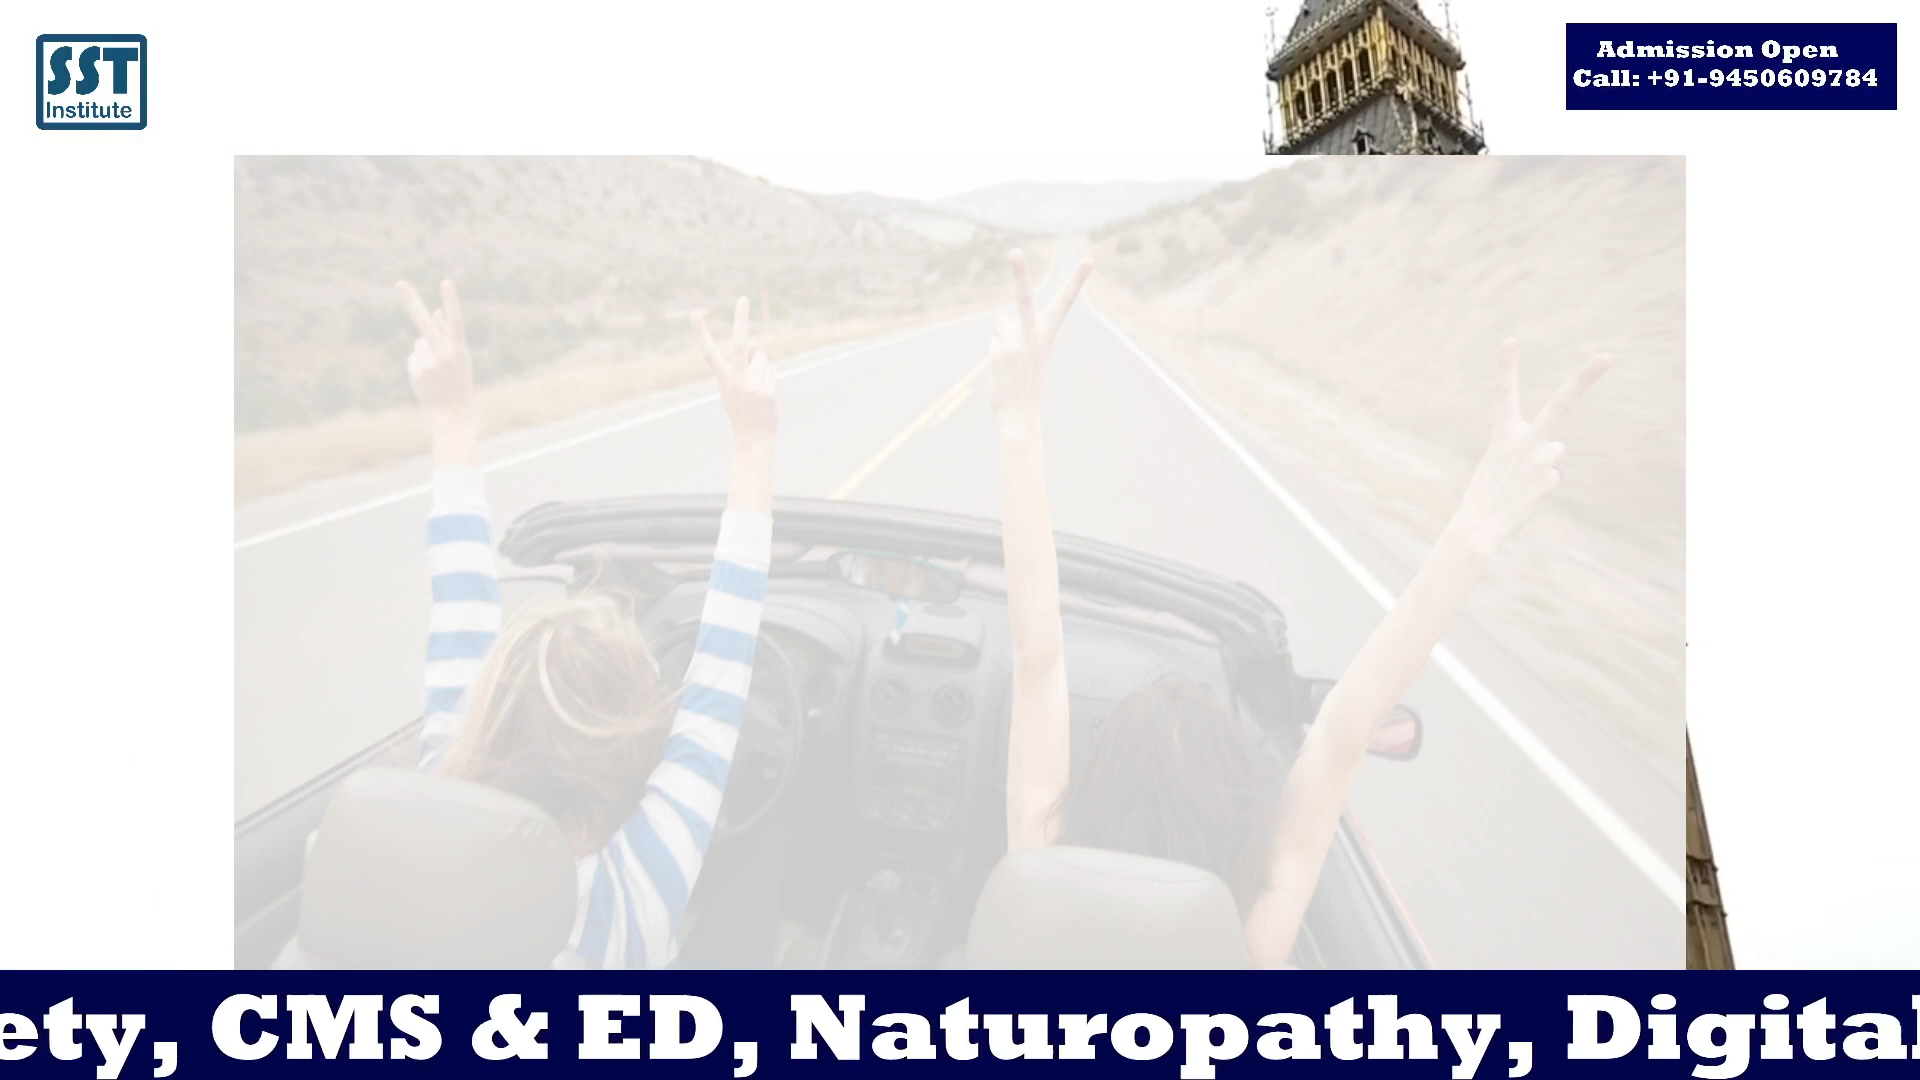 SST
Institute
Admission Open
Call: +91-9450609784
ety, CMS & ED, Naturopathy, Digital